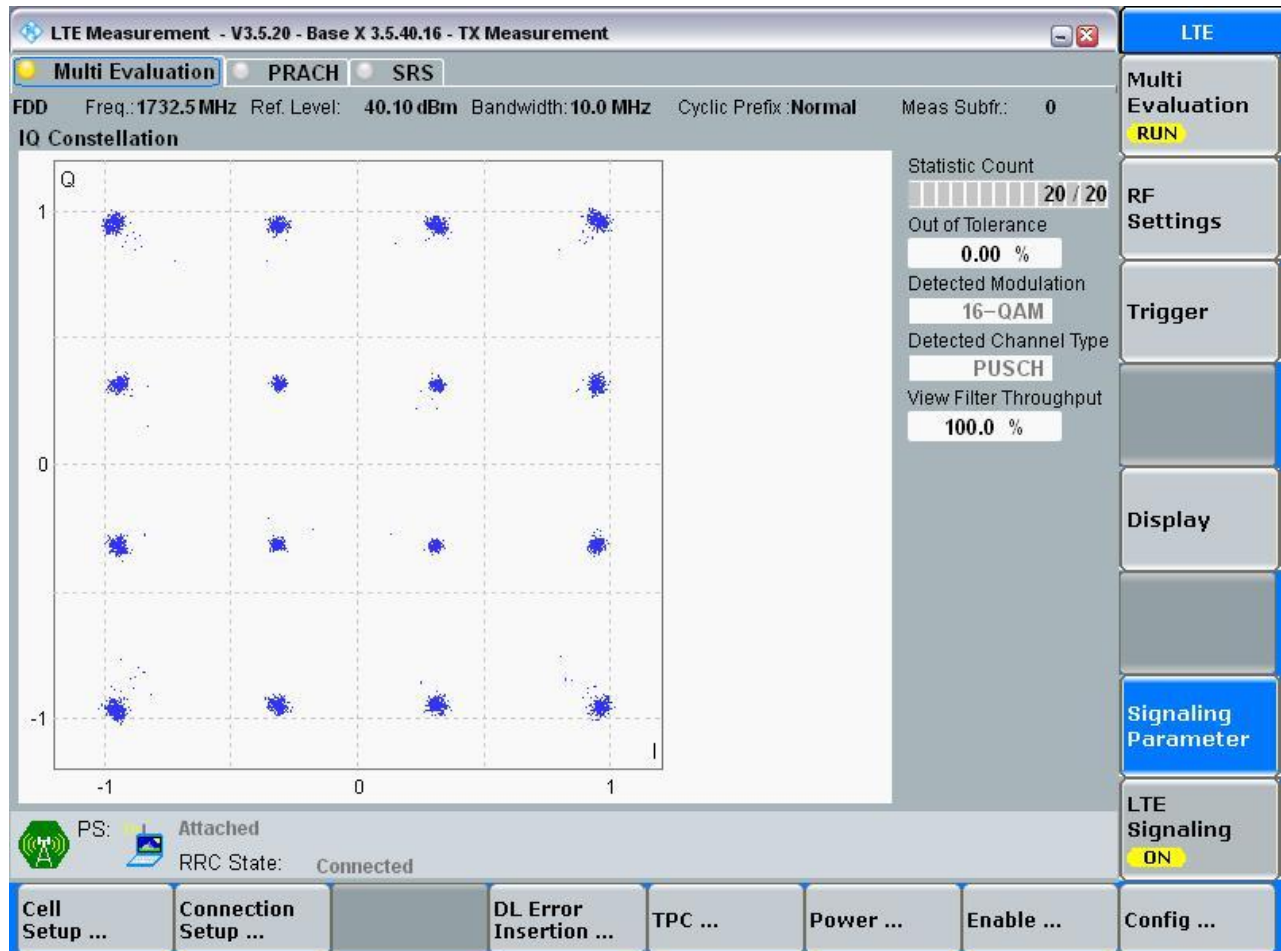 LTE Measurement - V3.5.20 - Base X 3.5.40.16 - TX Measurement
LTE
Multi Evaluation PRACH SRS
FDD Freq.: 1732.5 MHz Ref. Level: 40.10 dBm Bandwidth: 10.0 MHz Cyclic Prefix : Normal Meas Subfr.: 0
IQ Constellation
Q
1
0
-1
I
-1 0 1
Statistic Count
20 / 20
Out of Tolerance
0.00 %
Detected Modulation
16-QAM
Detected Channel Type
PUSCH
View Filter Throughput
100.0 %
Multi
Evaluation
RUN
RF
Settings
Trigger
Display
Signaling
Parameter
LTE
Signaling
ON
PS: Attached
RRC State: Connected
Cell
Setup ...
Connection
Setup ...
DL Error
Insertion ...
TPC ...
Power ...
Enable ...
Config ...